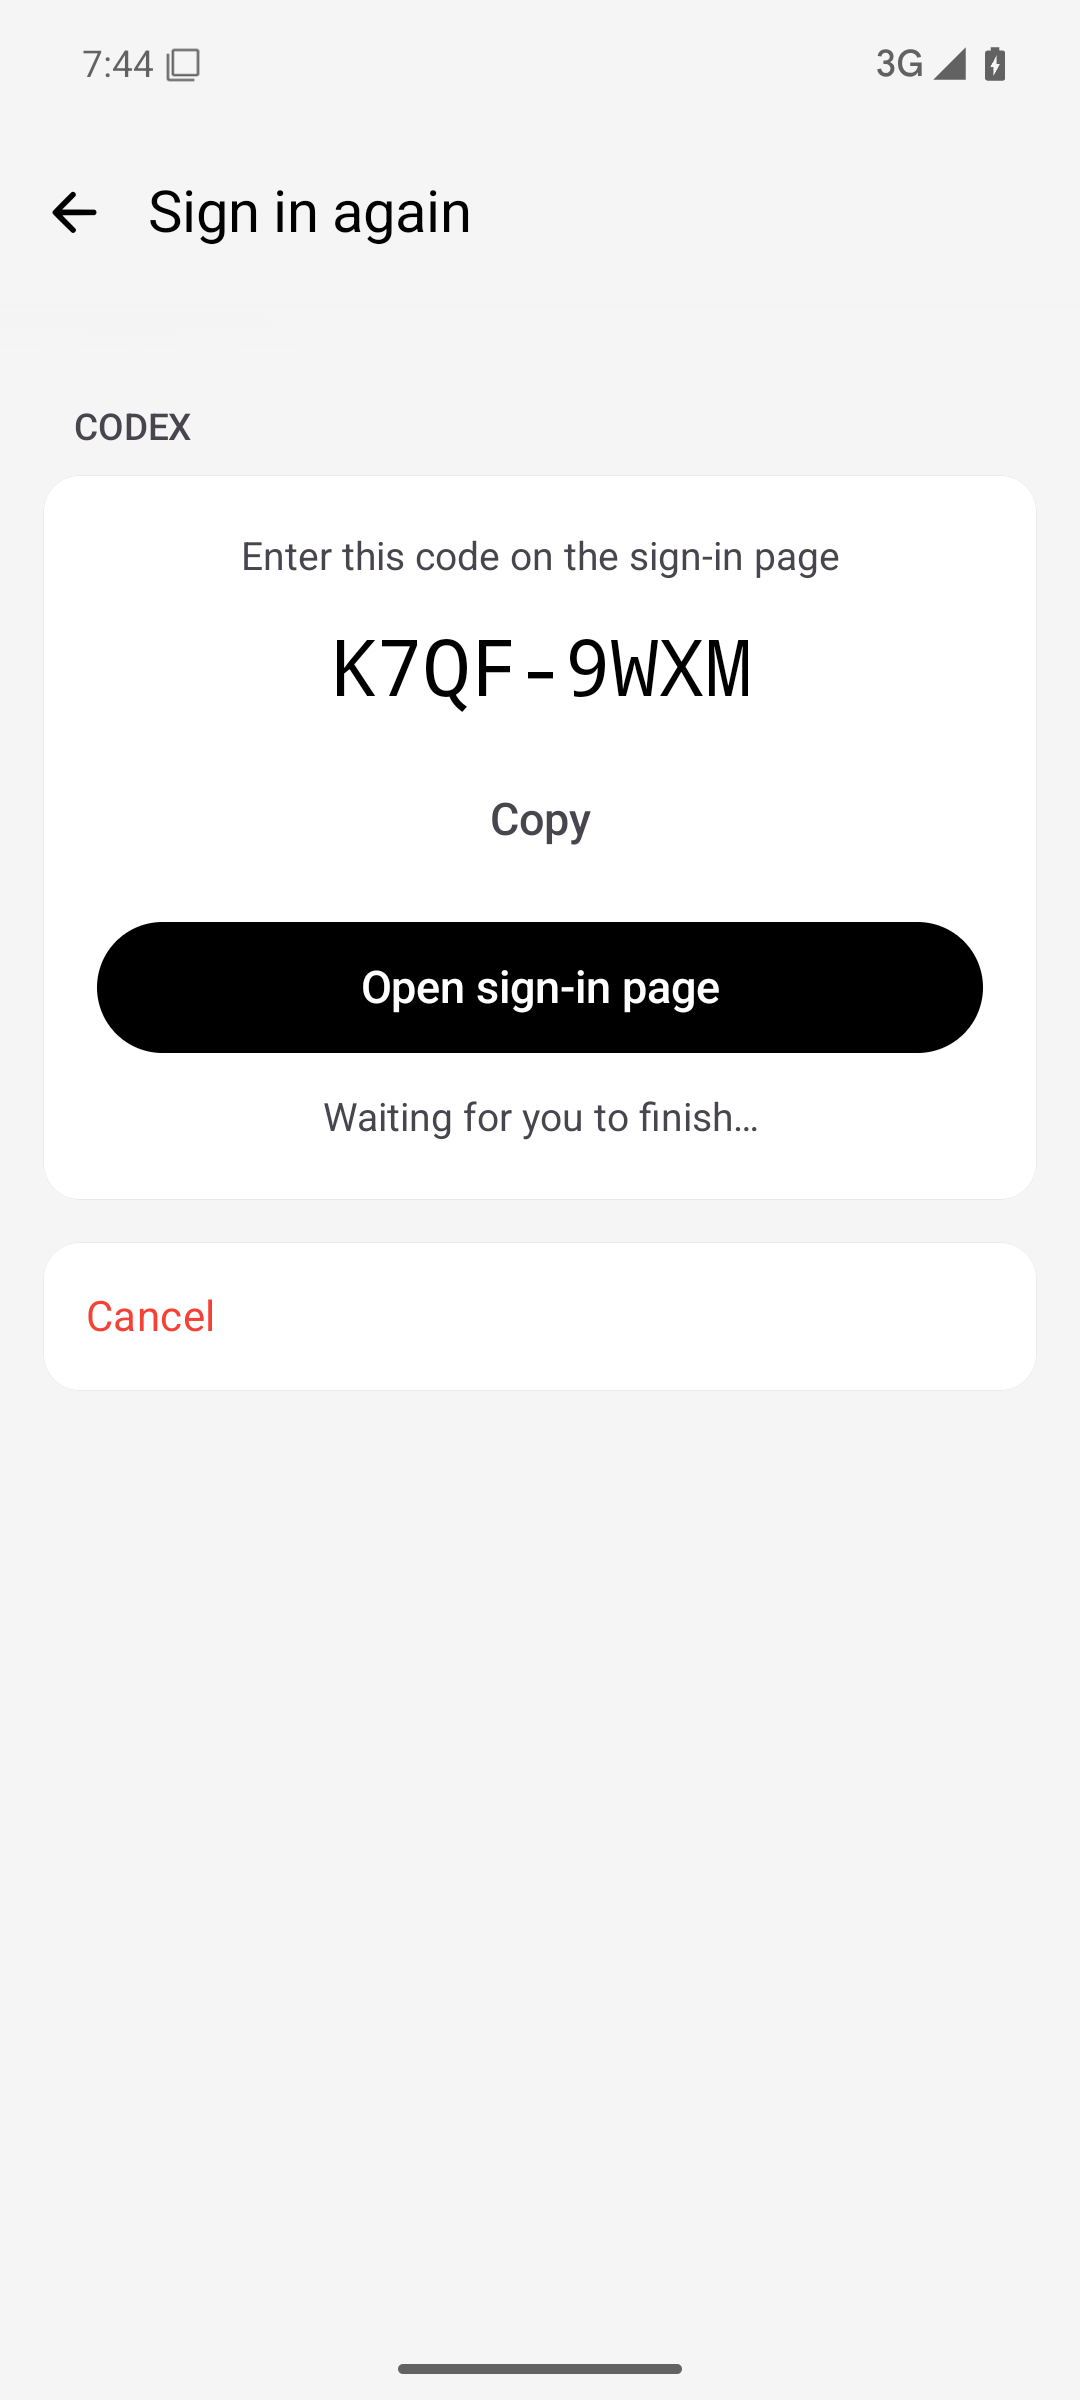 7:44
3G
Sign in again
CODEX
Enter this code on the sign-in page
K7QF-9WXM
Copy
Open sign-in page
Waiting for you to finish…
Cancel